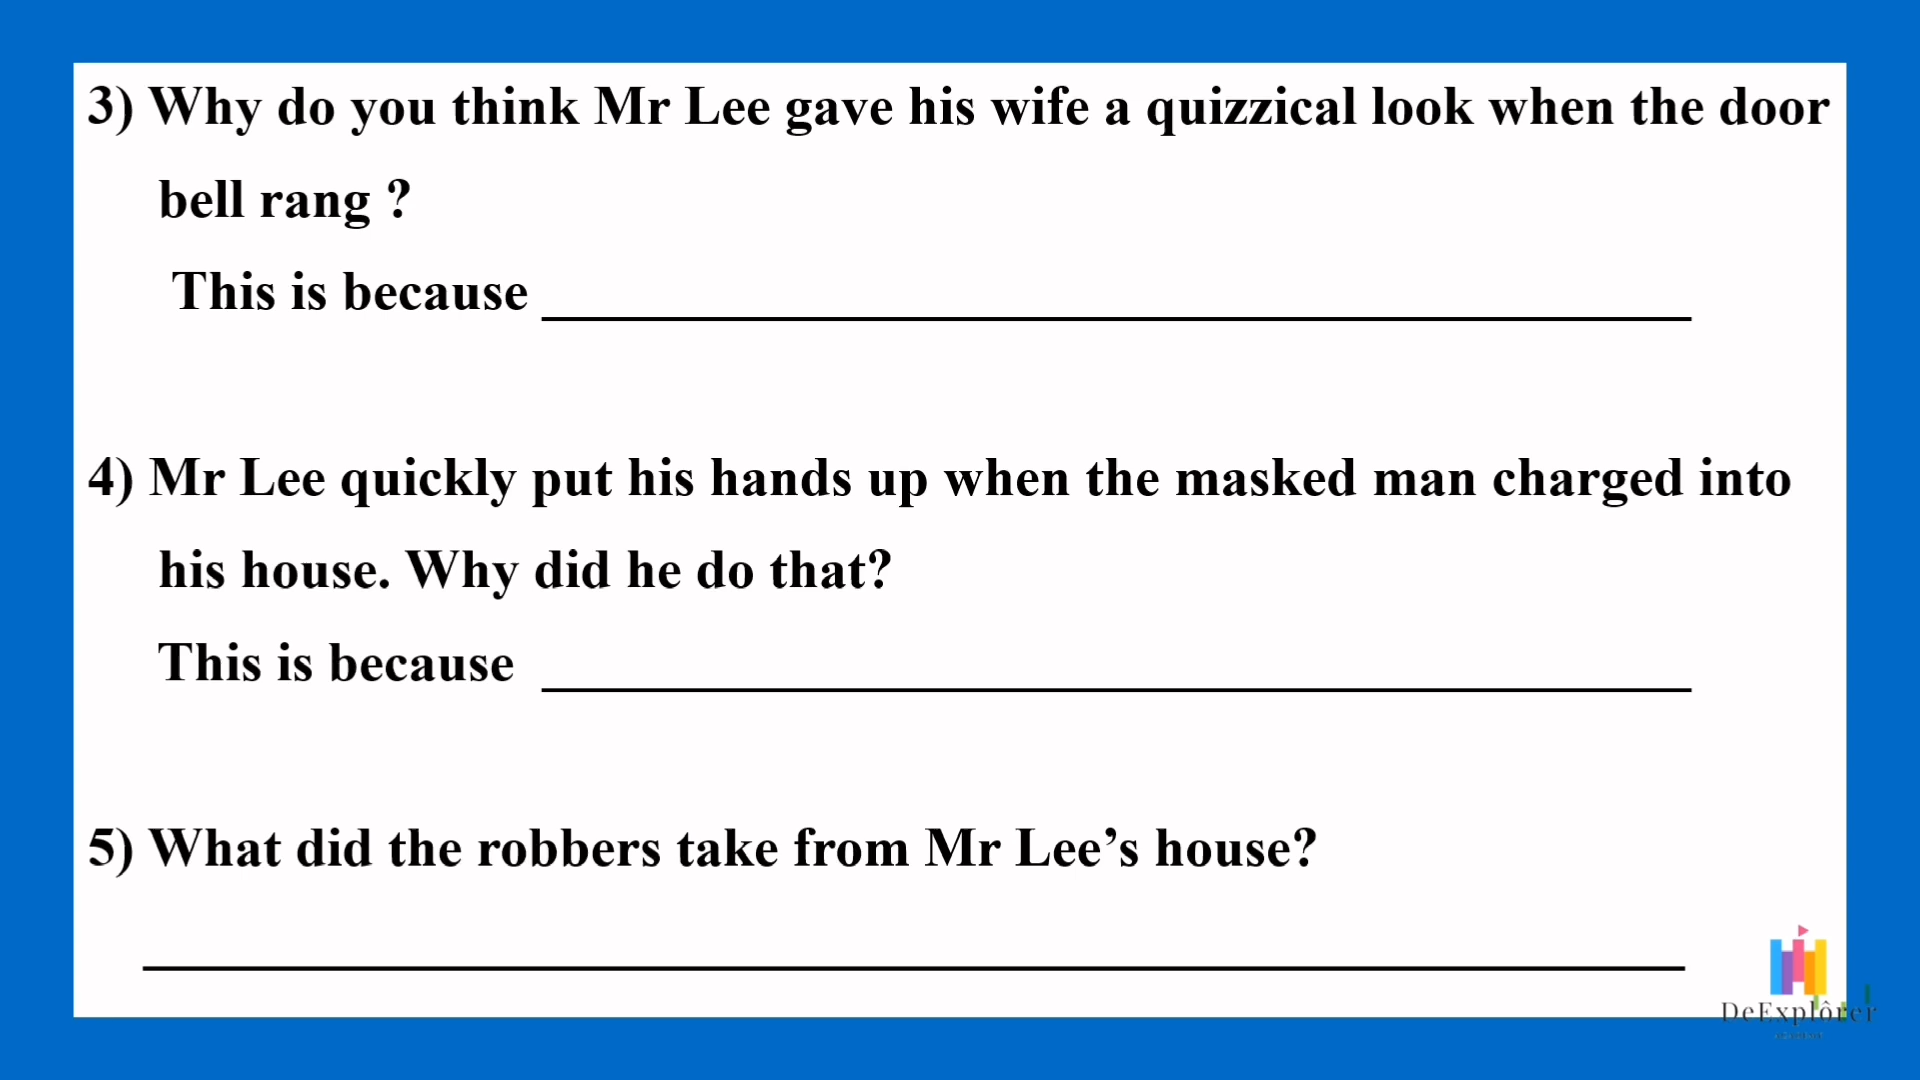 3) Why do you think Mr Lee gave his wife a quizzical look when the door
bell rang ?
This is because
4) Mr Lee quickly put his hands up when the masked man charged into
his house. Why did he do that?
This is because
5) What did the robbers take from Mr Lee’s house?
DeExplôrer